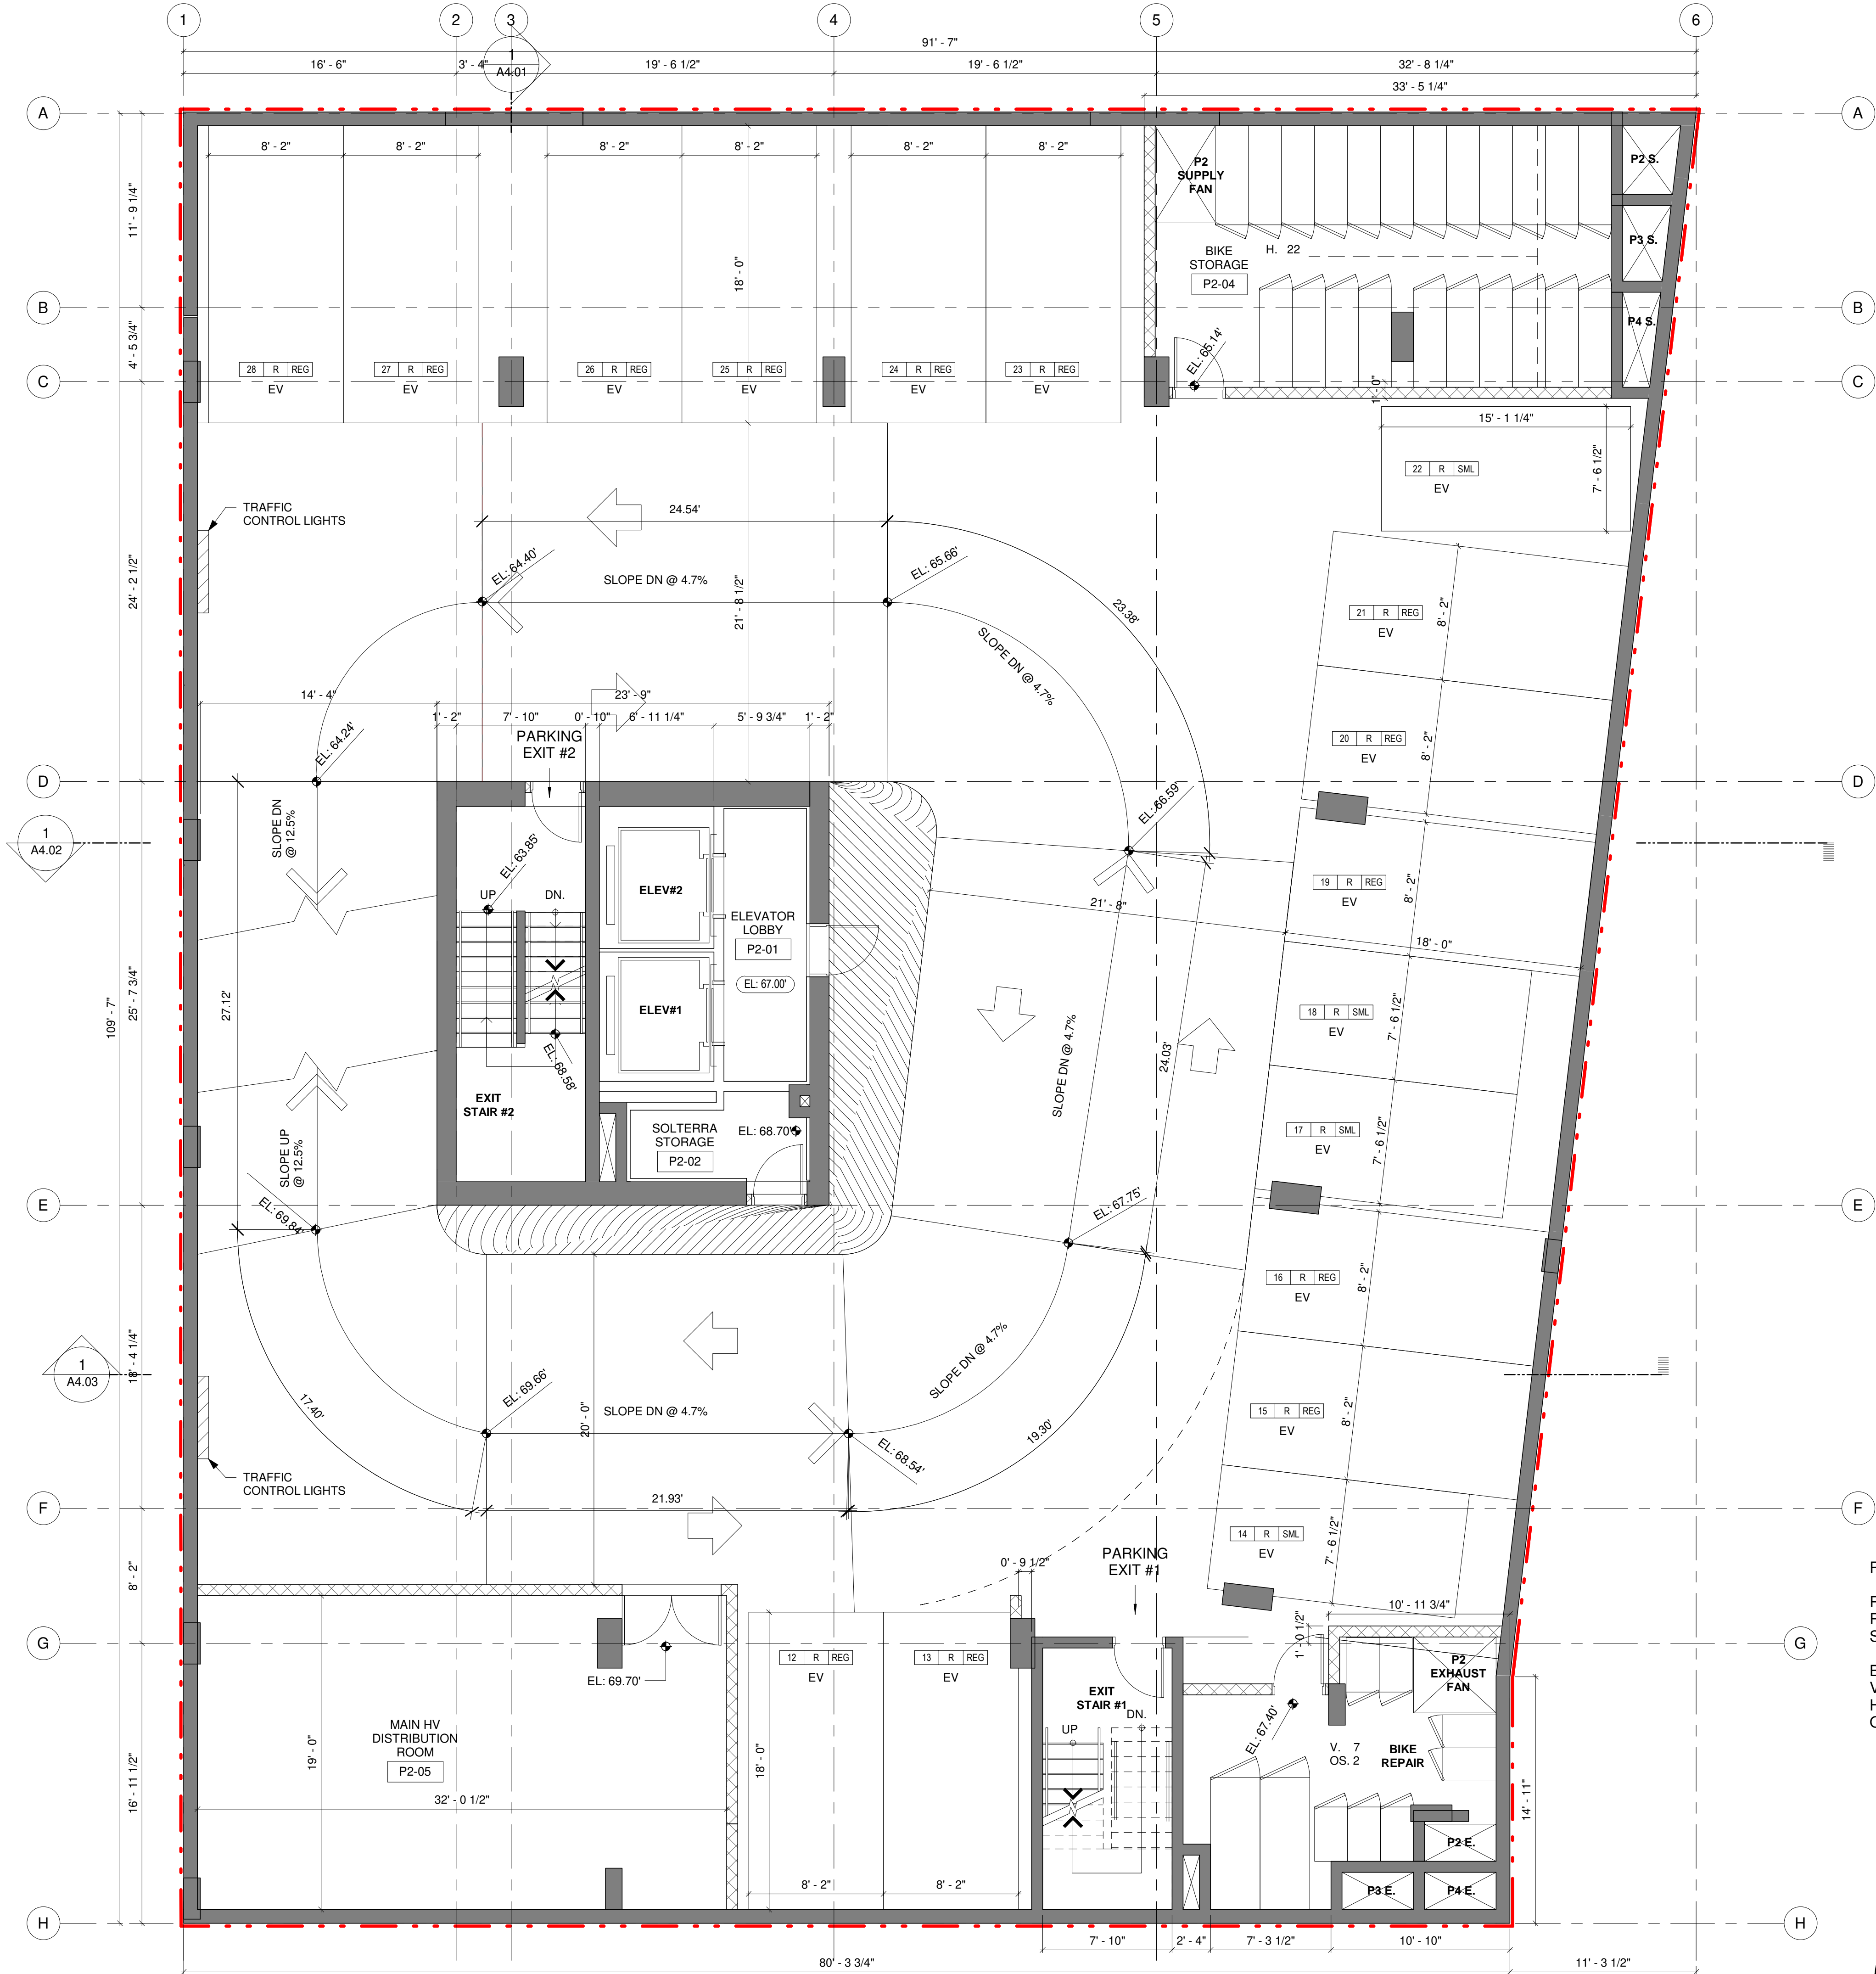 1
2
3
4
5
6
1
A4.01
91' - 7"
16' - 6"
3' - 4"
19' - 6 1/2"
19' - 6 1/2"
32' - 8 1/4"
33' - 5 1/4"
A
A
8' - 2"
8' - 2"
8' - 2"
8' - 2"
8' - 2"
8' - 2"
P2
SUPPLY
FAN
P2 S.
11' - 9 1/4"
18' - 0"
P3 S.
BIKE
STORAGE
P2-04
H. 22
B
B
P4 S.
4' - 5 3/4"
EL: 65.14'
28 R REG
EV
27 R REG
EV
26 R REG
EV
25 R REG
EV
24 R REG
EV
23 R REG
EV
C
C
1' - 0"
15' - 1 1/4"
7' - 6 1/2"
22 R SML
EV
TRAFFIC
CONTROL LIGHTS
24.54'
EL: 64.40'
EL: 65.66'
SLOPE DN @ 4.7%
24' - 2 1/2"
21' - 8 1/2"
23.38'
SLOPE DN @ 4.7%
21 R REG
EV
8' - 2"
14' - 4"
23' - 9"
1' - 2"
7' - 10"
0' - 10"
6' - 11 1/4"
5' - 9 3/4"
1' - 2"
PARKING
EXIT #2
EL: 64.24'
20 R REG
EV
8' - 2"
D
D
EL: 66.59'
SLOPE DN
@ 12.5%
1
A4.02
EL: 63.85'
UP
DN.
ELEV#2
ELEVATOR
LOBBY
P2-01
EL: 67.00'
19 R REG
EV
8' - 2"
21' - 8"
18' - 0"
109' - 7"
25' - 7 3/4"
27.12'
ELEV#1
EL: 68.58'
18 R SML
EV
7' - 6 1/2"
SLOPE DN @ 4.7%
24.03'
EXIT
STAIR #2
SOLTERRA
STORAGE
P2-02
EL: 68.70'
17 R SML
EV
7' - 6 1/2"
SLOPE UP
@ 12.5%
E
E
EL: 69.84'
EL: 67.75'
16 R REG
EV
8' - 2"
1
A4.03
18' - 4 1/4"
17.40'
EL: 69.66'
SLOPE DN @ 4.7%
20' - 0"
SLOPE DN @ 4.7%
EL: 68.54'
19.30'
15 R REG
EV
8' - 2"
TRAFFIC
CONTROL LIGHTS
21.93'
F
F
14 R SML
EV
7' - 6 1/2"
8' - 2"
0' - 9 1/2"
PARKING
EXIT #1
10' - 11 3/4"
1' - 0 1/2"
G
G
12 R REG
EV
13 R REG
EV
EL: 69.70'
P2
EXHAUST
FAN
EXIT
STAIR #1
UP
DN.
EL: 67.40'
MAIN HV
DISTRIBUTION
ROOM
P2-05
V. 7
OS. 2
BIKE
REPAIR
19' - 0"
18' - 0"
16' - 11 1/2"
32' - 0 1/2"
14' - 11"
P2 E.
8' - 2"
8' - 2"
P3 E.
P4 E.
H
H
7' - 10"
2' - 4"
7' - 3 1/2"
10' - 10"
80' - 3 3/4"
11' - 3 1/2"